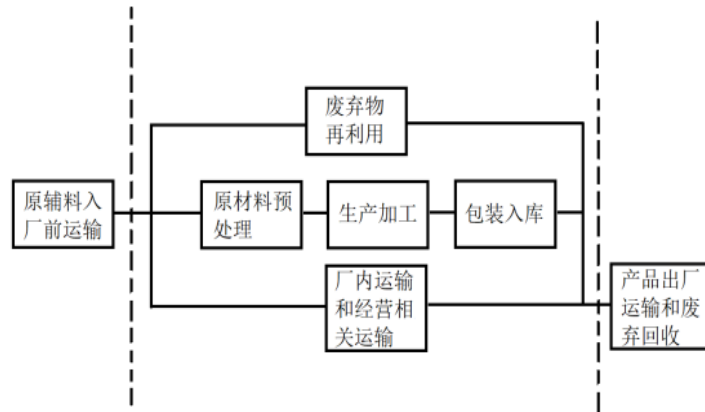 废弃物
再利用
原辅料入
厂前运输
原材料预
处理
生产加工
包装入库
厂内运输
和经营相
关运输
产品出厂
运输和废
弃回收